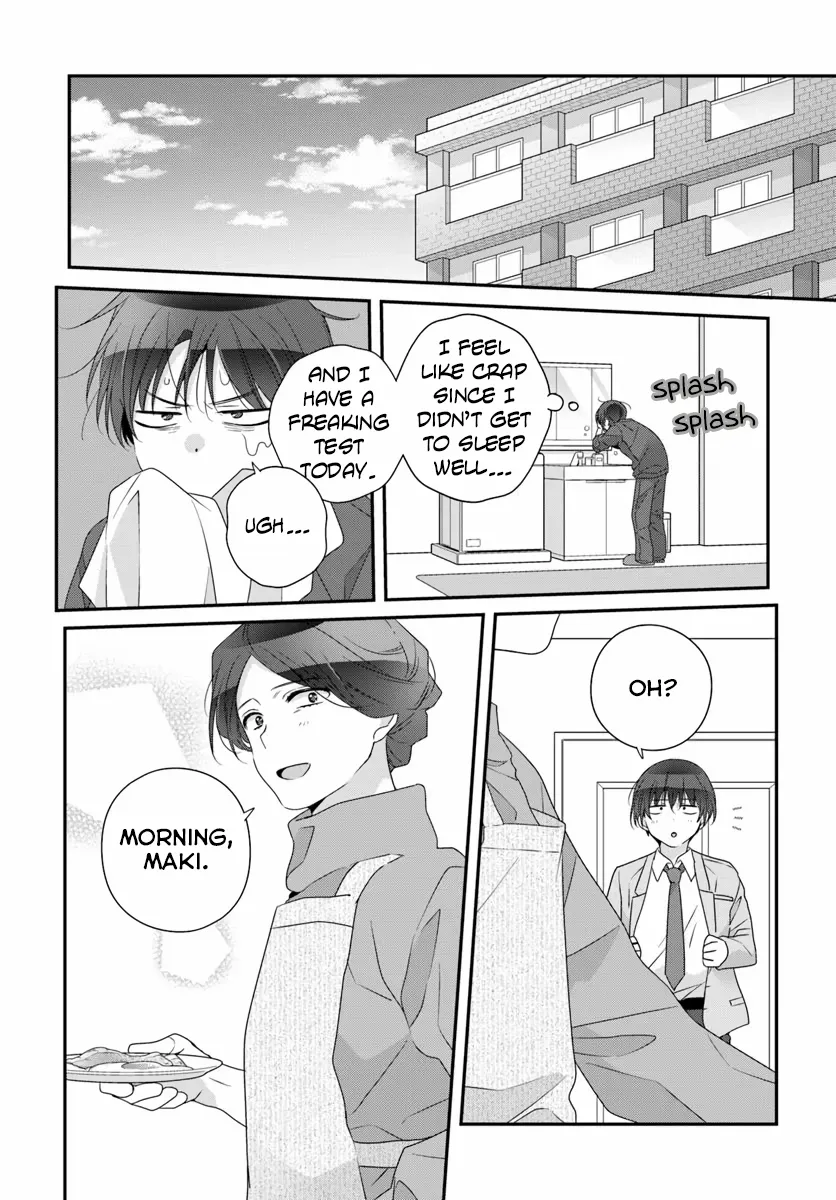 splash
splash
I FEEL
LIKE CRAP
SINCE I
DIDN'T GET
TO SLEEP
WELL...
AND I
HAVE A
FREAKING
TEST
TODAY.
UGH...
OH?
MORNING,
MAKI.